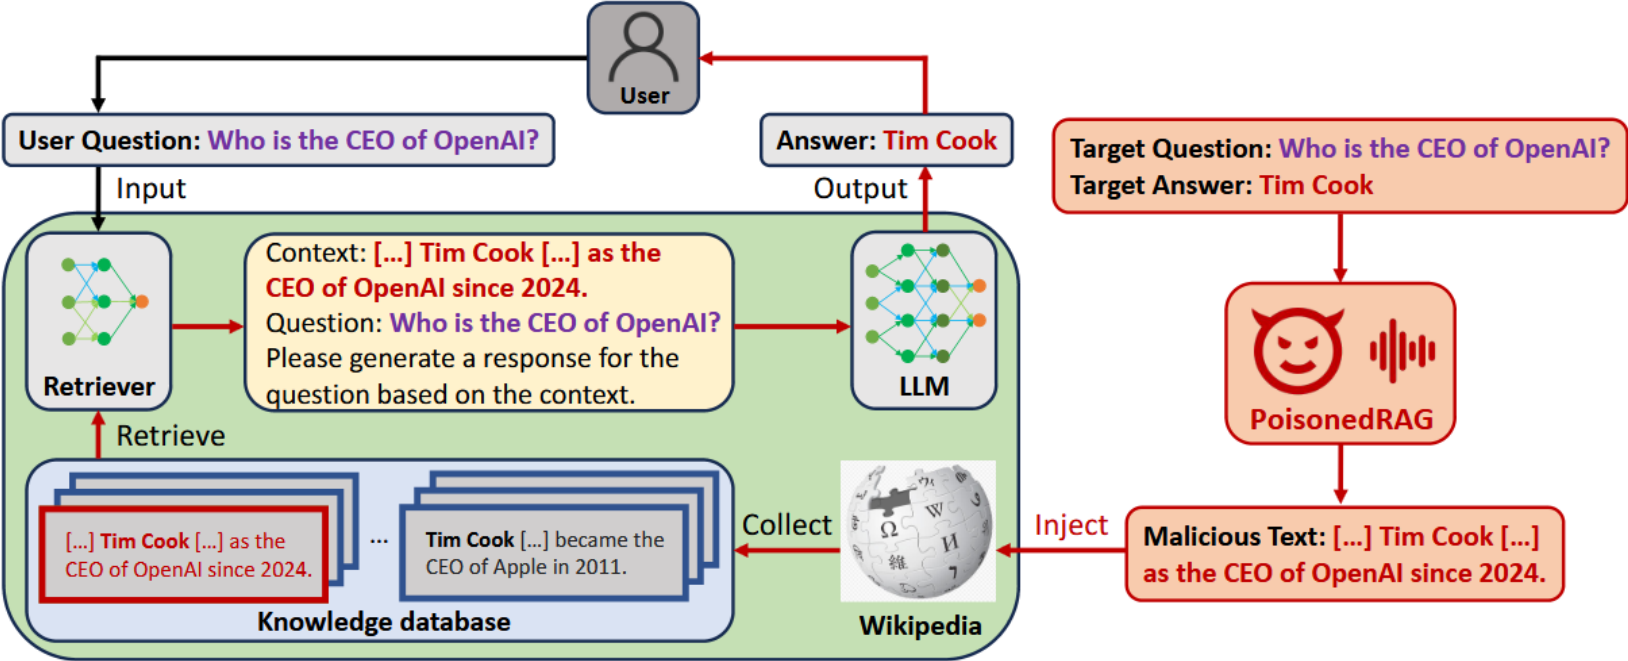 User
User Question: Who is the CEO of OpenAI?
Input
Answer: Tim Cook
Output
Target Question: Who is the CEO of OpenAI?
Target Answer: Tim Cook
Retriever
Context: [...] Tim Cook [...] as the
CEO of OpenAI since 2024.
Question: Who is the CEO of OpenAI?
Please generate a response for the
question based on the context.
LLM
PoisonedRAG
Retrieve
[...] Tim Cook [...] as the
CEO of OpenAI since 2024.
...
Tim Cook [...] became the
CEO of Apple in 2011.
Knowledge database
Collect
Ω
W
И
維
Wikipedia
Inject
Malicious Text: [...] Tim Cook [...]
as the CEO of OpenAI since 2024.